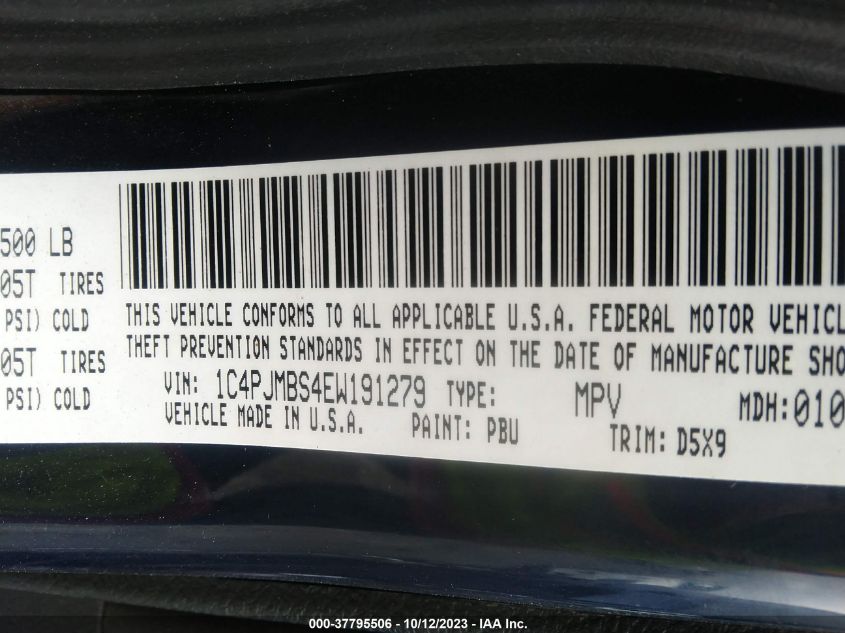 500 LB
05T TIRES
PSI) COLD
05T TIRES
PSI) COLD
THIS VEHICLE CONFORMS TO ALL APPLICABLE U.S.A. FEDERAL MOTOR VEHICL
THEFT PREVENTION STANDARDS IN EFFECT ON THE DATE OF MANUFACTURE SHO
VIN: 1C4PJMBS4EW191279 TYPE: MPV MDH:010
VEHICLE MADE IN U.S.A. PAINT: PBU TRIM: D5X9
000-37795506 - 10/12/2023 - IAA Inc.